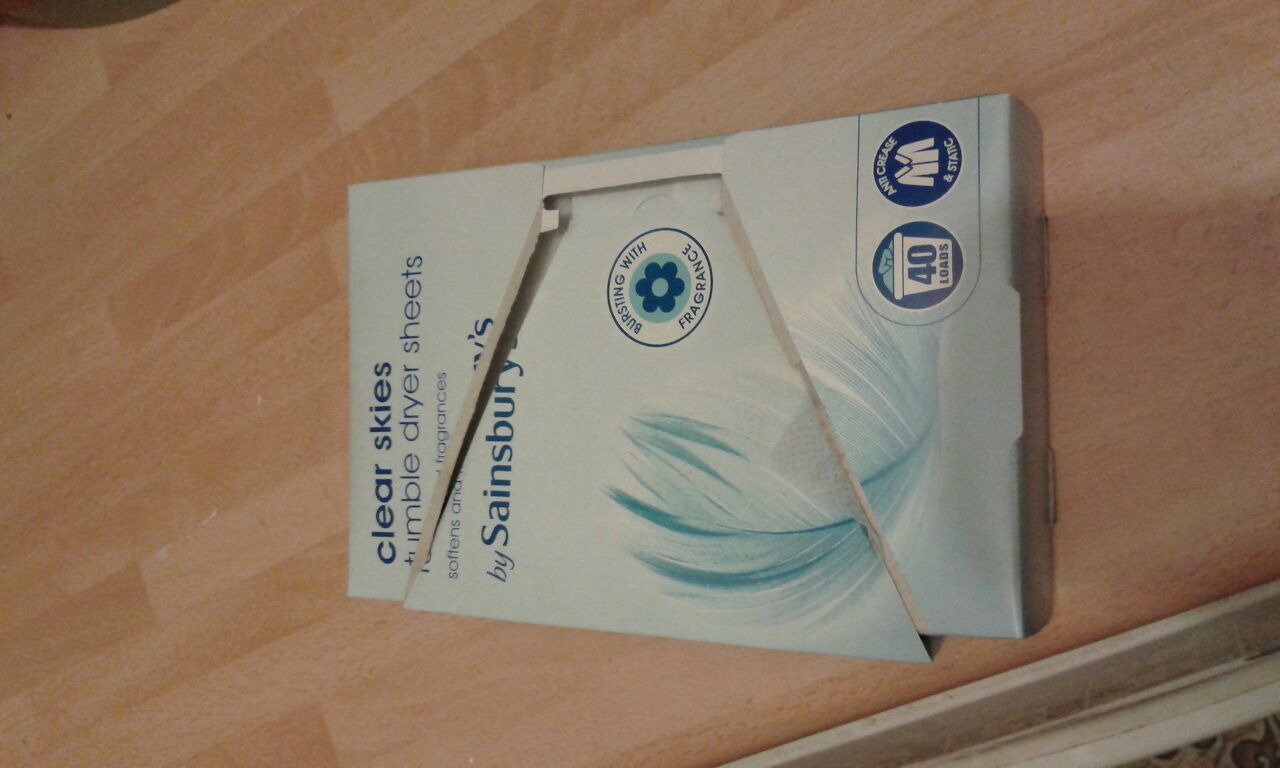 clear skies
tumble dryer sheets
fragrances
softens and
by Sainsbury's
BURSTING WITH
FRAGRANCE
ANTI CREASE
& STATIC
40
LOADS